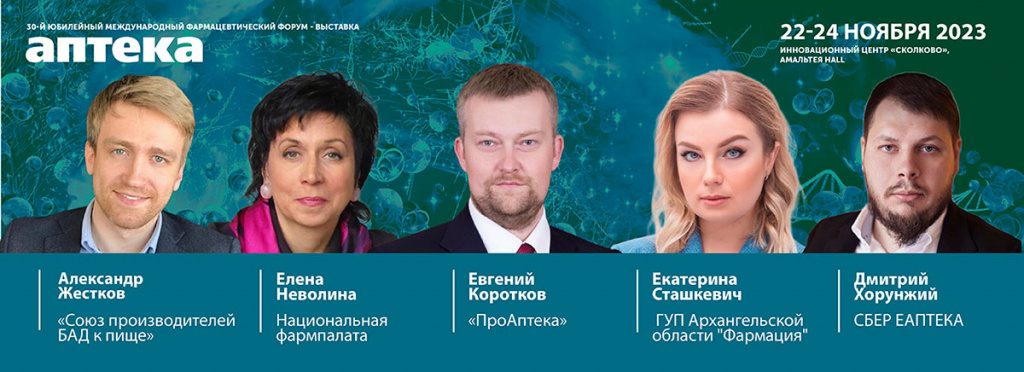 30-Й ЮБИЛЕЙНЫЙ МЕЖДУНАРОДНЫЙ ФАРМАЦЕВТИЧЕСКИЙ ФОРУМ - ВЫСТАВКА
аптека
22-24 НОЯБРЯ 2023
ИННОВАЦИОННЫЙ ЦЕНТР «СКОЛКОВО»,
АМАЛЬТЕЯ HALL
Александр
Жестков
«Союз производителей
БАД к пище»
Елена
Неволина
Национальная
фармпалата
Евгений
Коротков
«ПроАптека»
Екатерина
Сташкевич
ГУП Архангельской
области "Фармация"
Дмитрий
Хорунжий
СБЕР ЕАПТЕКА